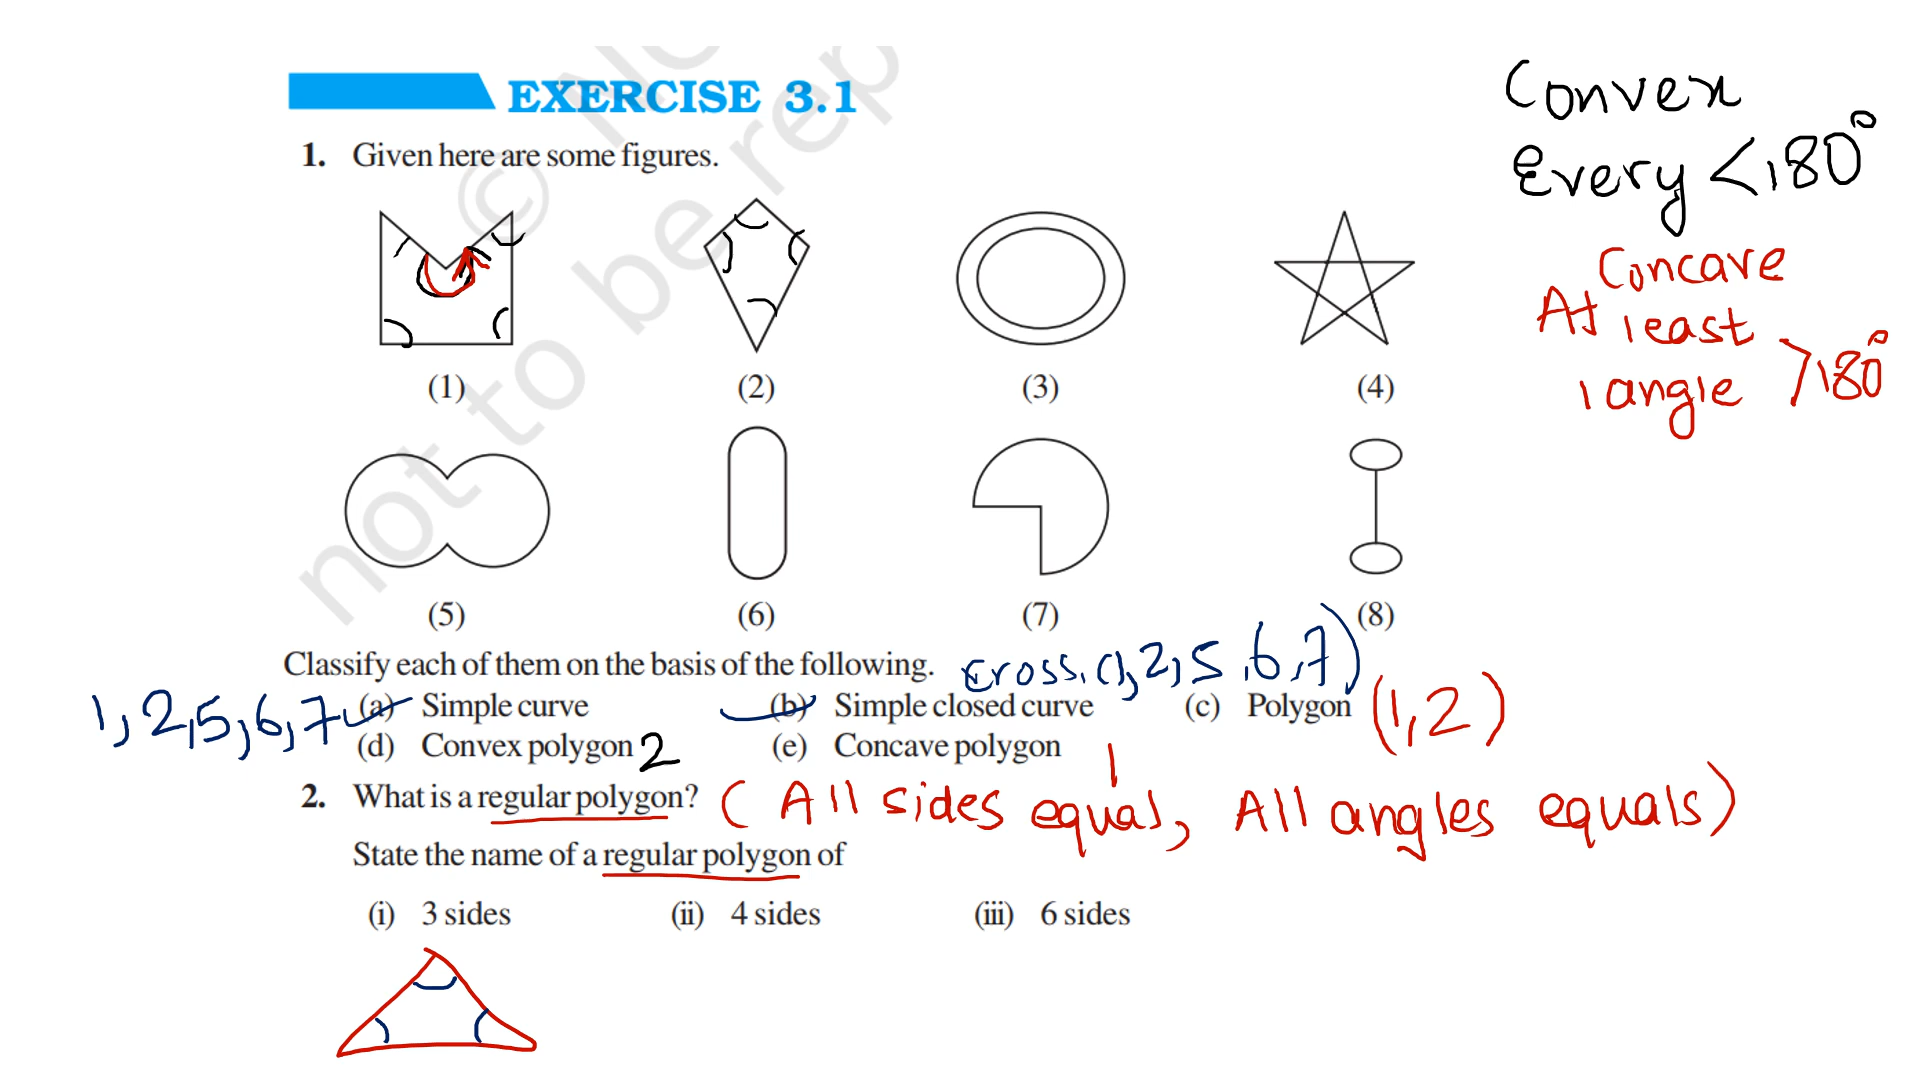 EXERCISE 3.1
Convex
Every <180°
1. Given here are some figures.
Concave
At least
1 angle >180°
(1) (2) (3) (4)
(5) (6) (7) (8)
Classify each of them on the basis of the following. cross. (1,2,5,6,7)
1,2,5,6,7 (a) Simple curve (b) Simple closed curve (c) Polygon (1,2)
(d) Convex polygon 2 (e) Concave polygon 1
2. What is a regular polygon? (All sides equal, All angles equals)
State the name of a regular polygon of
(i) 3 sides (ii) 4 sides (iii) 6 sides
not to be rep